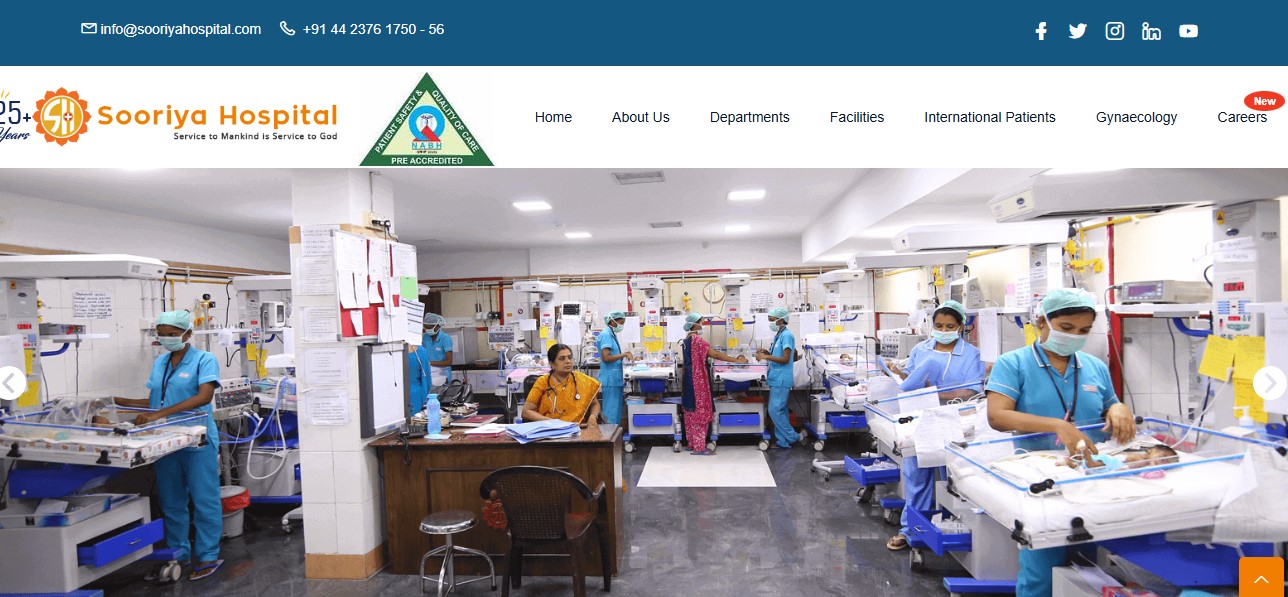 info@sooriyahospital.com
+91 44 2376 1750 - 56
25+
Years
SH
Sooriya Hospital
Service to Mankind is Service to God
PATIENT SAFETY &
QUALITY OF CARE
NABH
PRE ACCREDITED
Home
About Us
Departments
Facilities
International Patients
Gynaecology
New
Careers